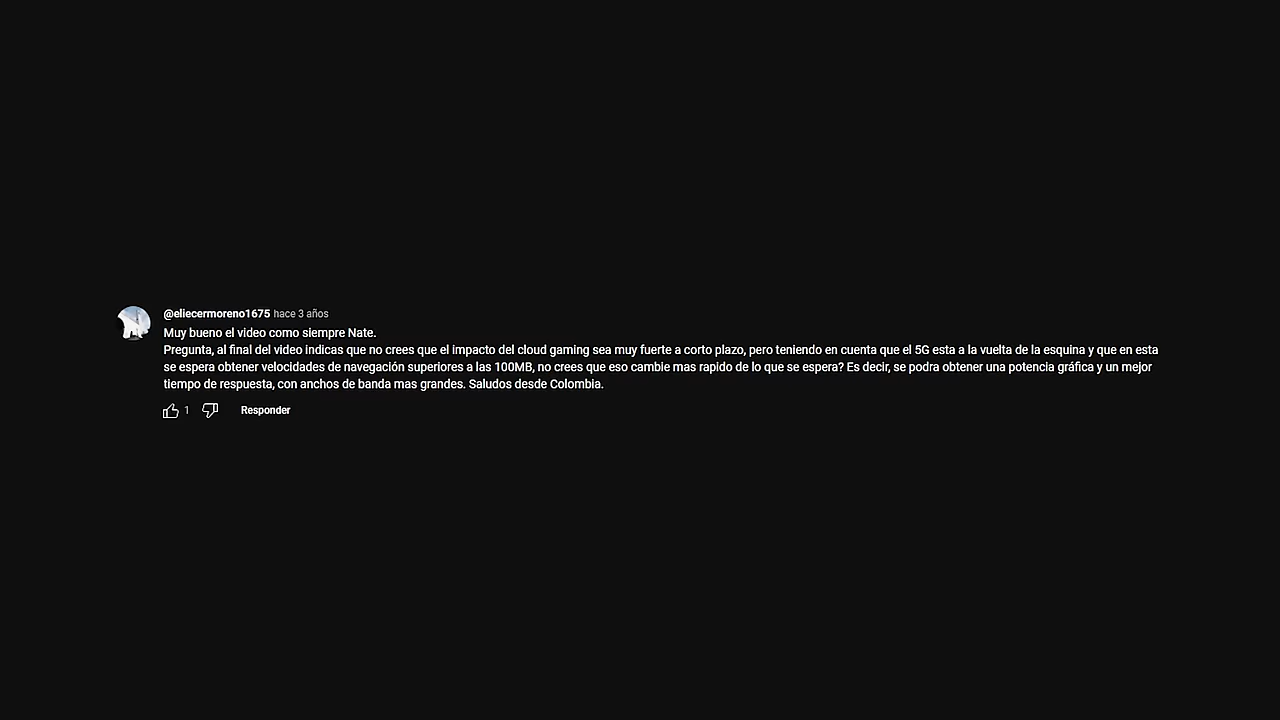 @eliecermoreno1675 hace 3 años
Muy bueno el video como siempre Nate.
Pregunta, al final del video indicas que no crees que el impacto del cloud gaming sea muy fuerte a corto plazo, pero teniendo en cuenta que el 5G esta a la vuelta de la esquina y que en esta
se espera obtener velocidades de navegación superiores a las 100MB, no crees que eso cambie mas rapido de lo que se espera? Es decir, se podra obtener una potencia gráfica y un mejor
tiempo de respuesta, con anchos de banda mas grandes. Saludos desde Colombia.
1 Responder